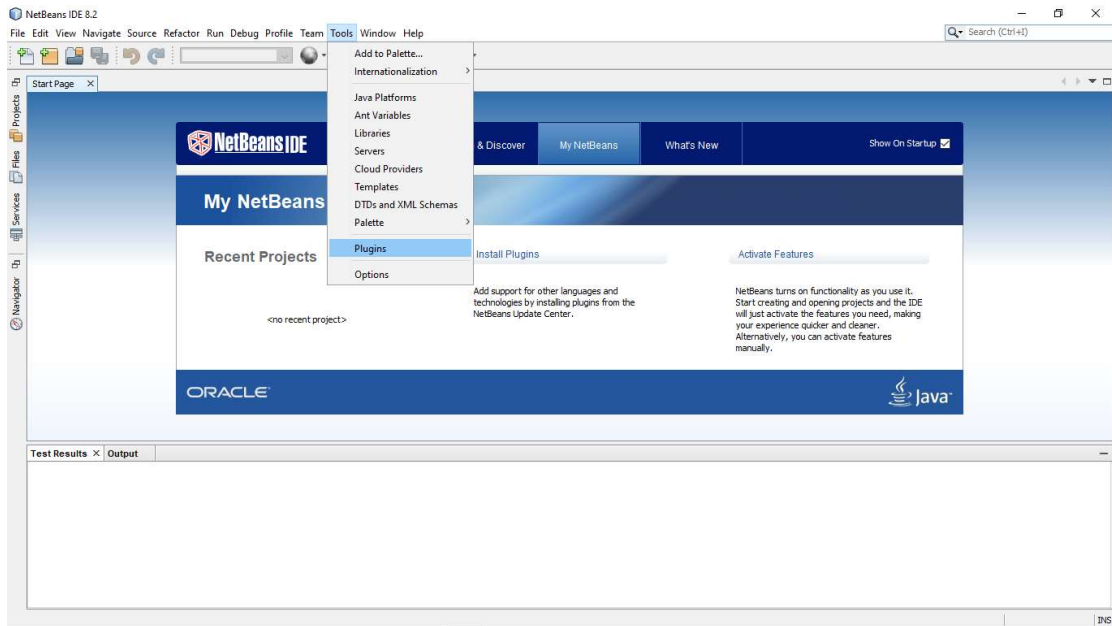 NetBeans IDE 8.2
File Edit View Navigate Source Refactor Run Debug Profile Team Tools Window Help
Search (Ctrl+I)
Add to Palette...
Internationalization
Java Platforms
Ant Variables
Libraries
Servers
Cloud Providers
Templates
DTDs and XML Schemas
Palette
Plugins
Options
Start Page
Projects
Files
Services
Navigator
NetBeans IDE
& Discover
My NetBeans
What's New
Show On Startup
My NetBeans
Recent Projects
<no recent project>
Install Plugins
Add support for other languages and
technologies by installing plugins from the
NetBeans Update Center.
Activate Features
NetBeans turns on functionality as you use it.
Start creating and opening projects and the IDE
will just activate the features you need, making
your experience quicker and cleaner.
Alternatively, you can activate features
manually.
ORACLE
Java
Test Results
Output
INS